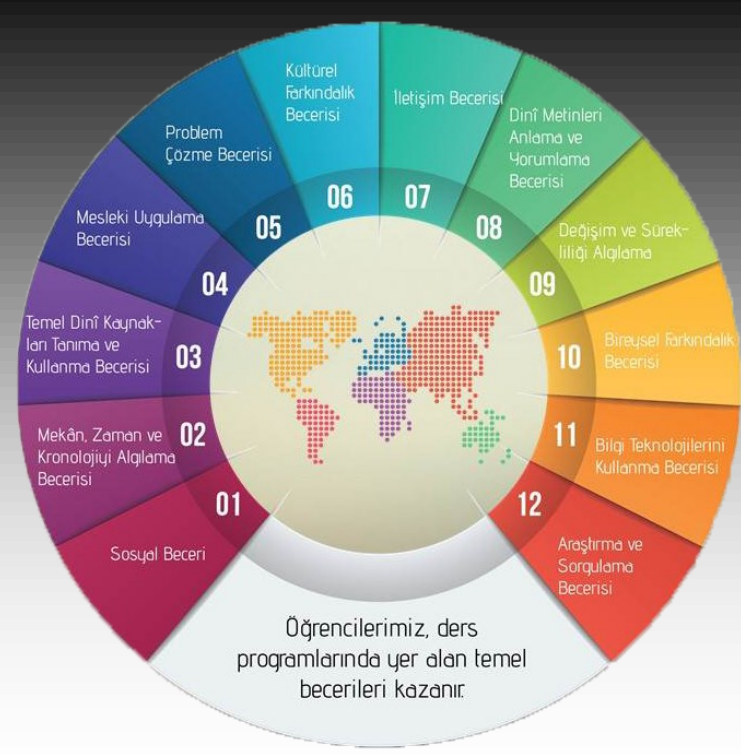 01
Sosyal Beceri
02
Mekân, Zaman ve
Kronolojiyi Algılama
Becerisi
03
Temel Dinî Kaynak-
ları Tanıma ve
Kullanma Becerisi
04
Mesleki Uygulama
Becerisi
05
Problem
Çözme Becerisi
06
Kültürel
Farkındalık
Becerisi
07
İletişim Becerisi
08
Dinî Metinleri
Anlama ve
Yorumlama
Becerisi
09
Değişim ve Sürek-
liliği Algılama
10
Bireysel Farkındalık
Becerisi
11
Bilgi Teknolojilerini
Kullanma Becerisi
12
Araştırma ve
Sorgulama
Becerisi
Öğrencilerimiz, ders
programlarında yer alan temel
becerileri kazanır.